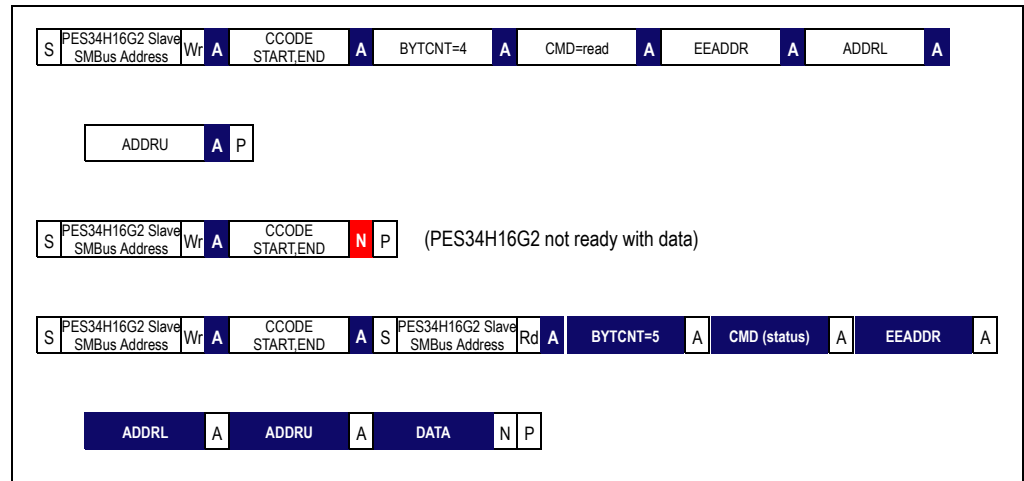 S PES34H16G2 Slave SMBus Address Wr A CCODE START,END A BYTCNT=4 A CMD=read A EEADDR A ADDRL A
ADDRU A P
S PES34H16G2 Slave SMBus Address Wr A CCODE START,END N P (PES34H16G2 not ready with data)
S PES34H16G2 Slave SMBus Address Wr A CCODE START,END A S PES34H16G2 Slave SMBus Address Rd A BYTCNT=5 A CMD (status) A EEADDR A
ADDRL A ADDRU A DATA N P